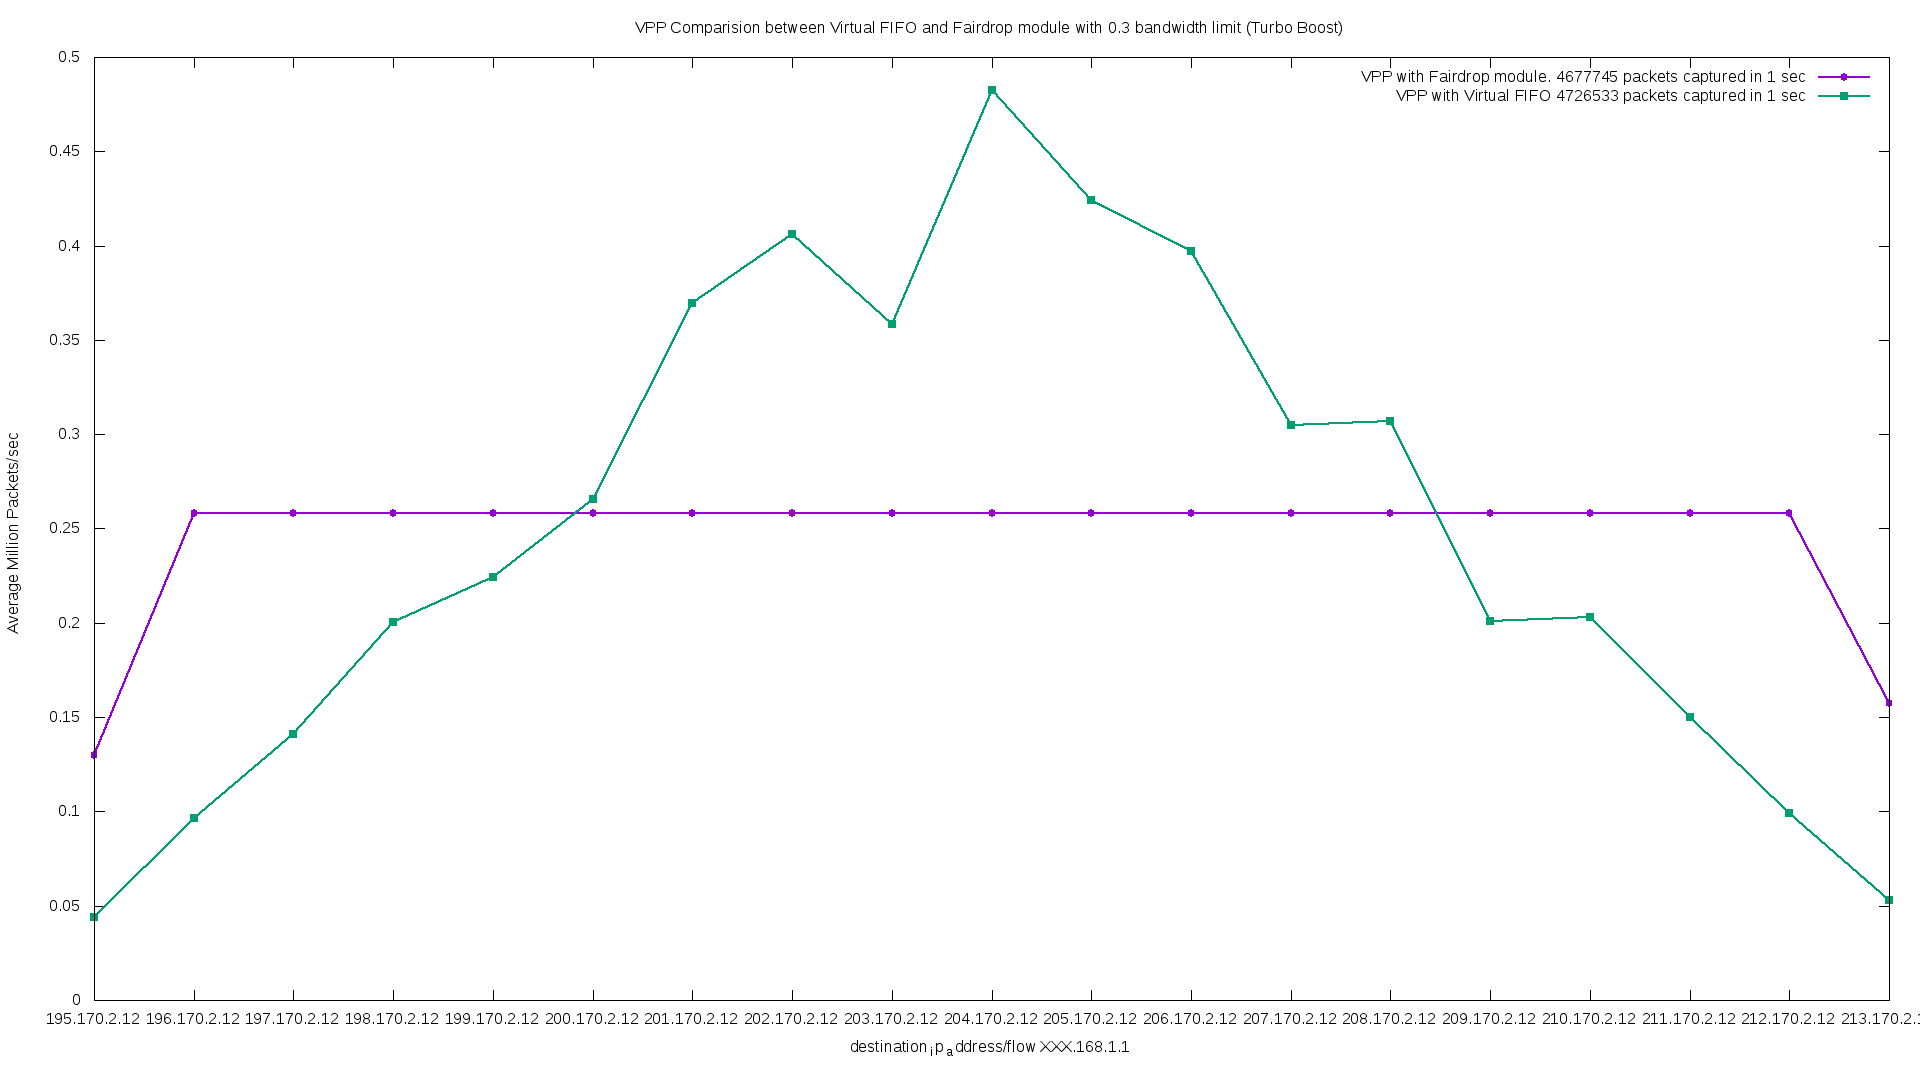 VPP Comparision between Virtual FIFO and Fairdrop module with 0.3 bandwidth limit (Turbo Boost)
VPP with Fairdrop module. 4677745 packets captured in 1 sec
VPP with Virtual FIFO 4726533 packets captured in 1 sec
0.5
0.45
0.4
0.35
0.3
0.25
0.2
0.15
0.1
0.05
0
Average Million Packets/sec
195.170.2.12 196.170.2.12 197.170.2.12 198.170.2.12 199.170.2.12 200.170.2.12 201.170.2.12 202.170.2.12 203.170.2.12 204.170.2.12 205.170.2.12 206.170.2.12 207.170.2.12 208.170.2.12 209.170.2.12 210.170.2.12 211.170.2.12 212.170.2.12 213.170.2.1
destination i p a ddress/flow XXX.168.1.1